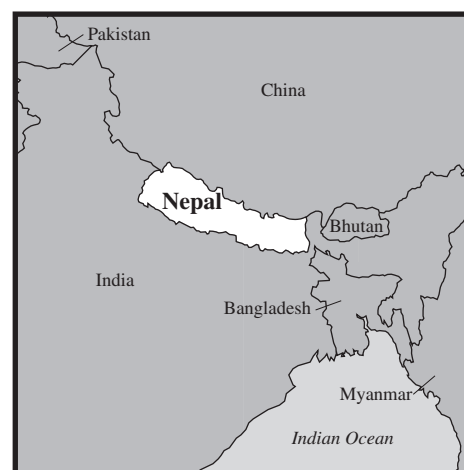 Pakistan
China
Nepal
Bhutan
India
Bangladesh
Myanmar
Indian Ocean